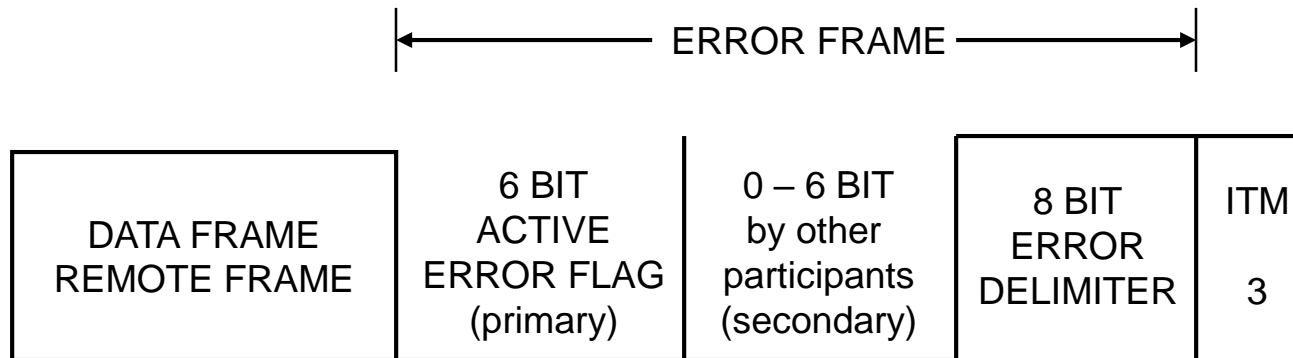 ERROR FRAME
DATA FRAME
REMOTE FRAME
6 BIT
ACTIVE
ERROR FLAG
(primary)
0 – 6 BIT
by other
participants
(secondary)
8 BIT
ERROR
DELIMITER
ITM
3